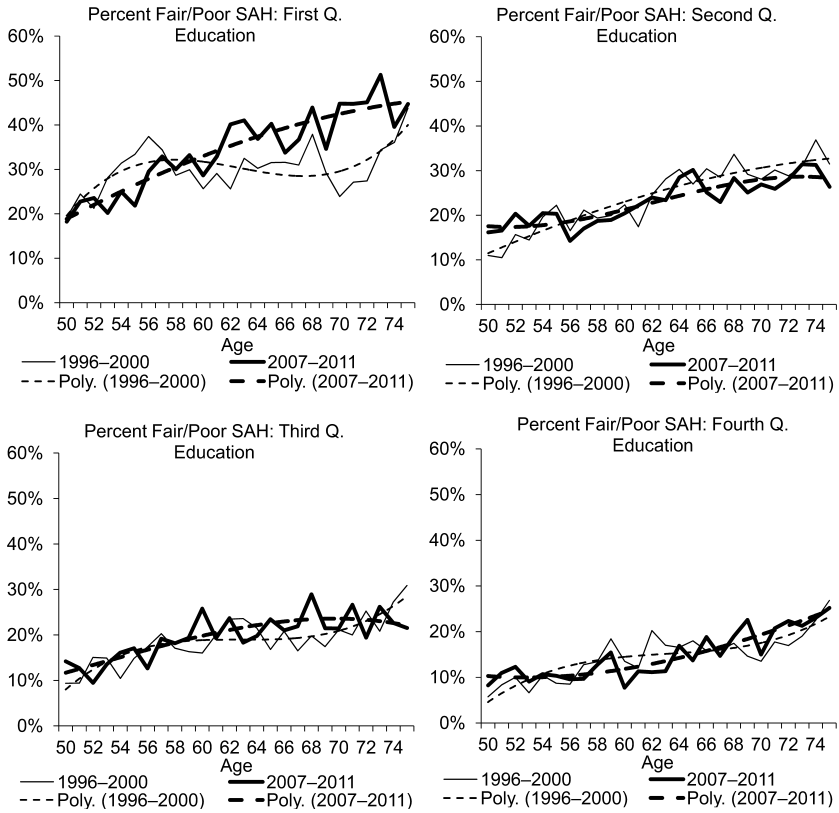 Percent Fair/Poor SAH: First Q.
Education
60%
50%
40%
30%
20%
10%
0%
50 52 54 56 58 60 62 64 66 68 70 72 74
Age
1996–2000 2007–2011
Poly. (1996–2000) Poly. (2007–2011)
Percent Fair/Poor SAH: Second Q.
Education
60%
50%
40%
30%
20%
10%
0%
50 52 54 56 58 60 62 64 66 68 70 72 74
Age
1996–2000 2007–2011
Poly. (1996–2000) Poly. (2007–2011)
Percent Fair/Poor SAH: Third Q.
Education
60%
50%
40%
30%
20%
10%
0%
50 52 54 56 58 60 62 64 66 68 70 72 74
Age
1996–2000 2007–2011
Poly. (1996–2000) Poly. (2007–2011)
Percent Fair/Poor SAH: Fourth Q.
Education
60%
50%
40%
30%
20%
10%
0%
50 52 54 56 58 60 62 64 66 68 70 72 74
Age
1996–2000 2007–2011
Poly. (1996–2000) Poly. (2007–2011)